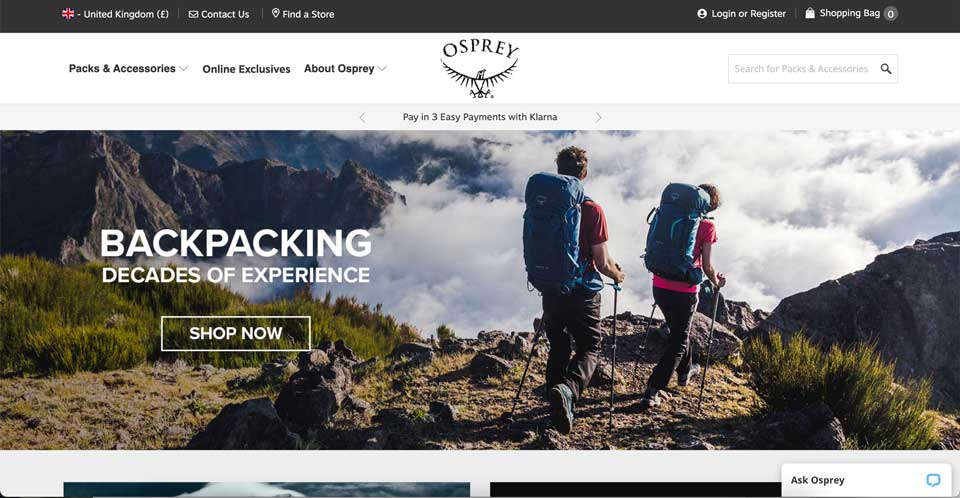 - United Kingdom (£)
Contact Us
Find a Store
Login or Register
Shopping Bag 0
Packs & Accessories
Online Exclusives
About Osprey
OSPREY
Search for Packs & Accessories
Pay in 3 Easy Payments with Klarna
BACKPACKING
DECADES OF EXPERIENCE
SHOP NOW
Ask Osprey